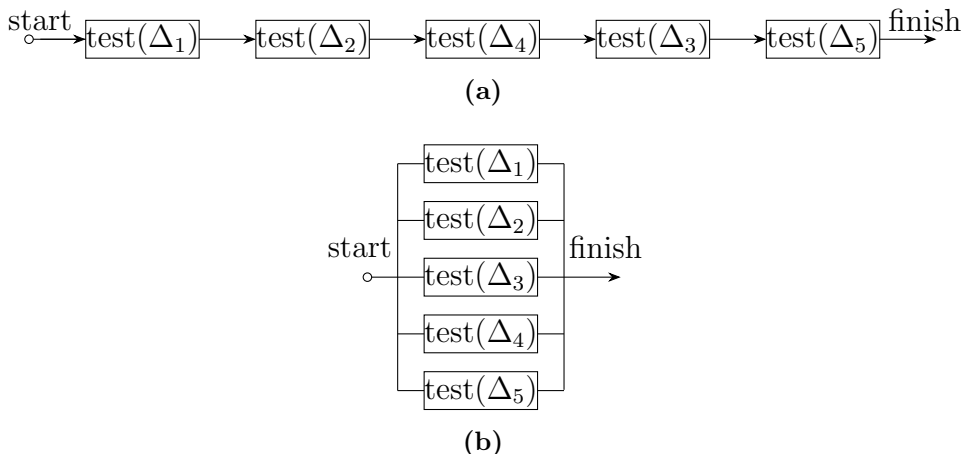 start test(Δ₁) test(Δ₂) test(Δ₄) test(Δ₃) test(Δ₅) finish
(a)
test(Δ₁)
test(Δ₂)
start finish
test(Δ₃)
test(Δ₄)
test(Δ₅)
(b)